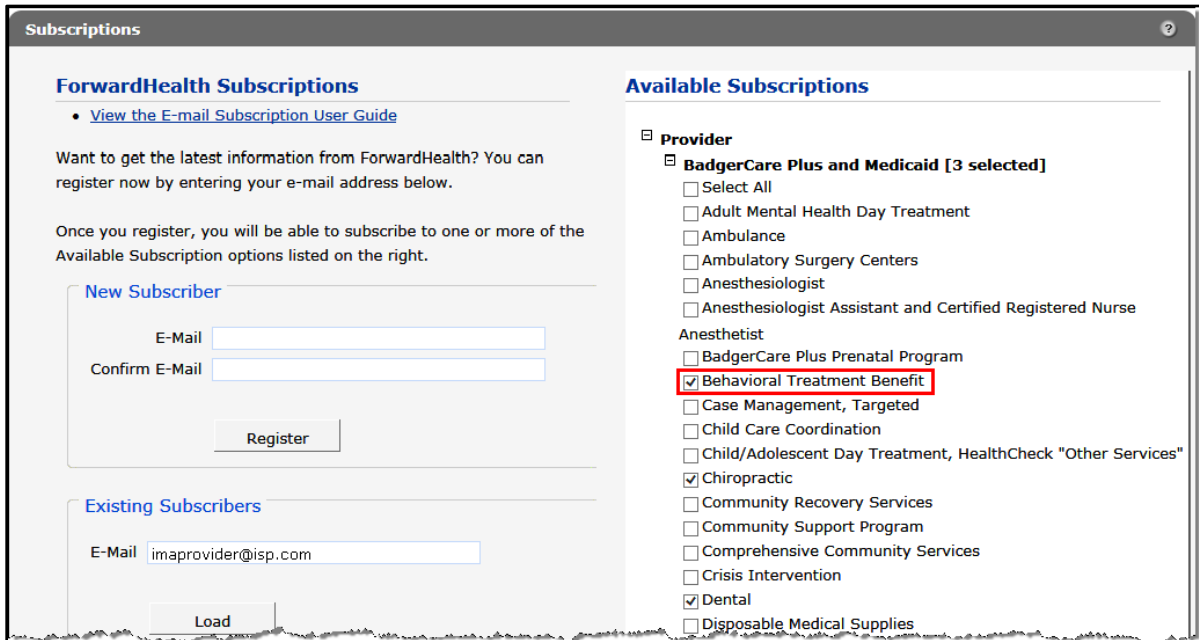 Subscriptions
?
ForwardHealth Subscriptions
• View the E-mail Subscription User Guide
Want to get the latest information from ForwardHealth? You can
register now by entering your e-mail address below.
Once you register, you will be able to subscribe to one or more of the
Available Subscription options listed on the right.
New Subscriber
E-Mail
Confirm E-Mail
Register
Existing Subscribers
E-Mail imaprovider@isp.com
Load
Available Subscriptions
Provider
BadgerCare Plus and Medicaid [3 selected]
Select All
Adult Mental Health Day Treatment
Ambulance
Ambulatory Surgery Centers
Anesthesiologist
Anesthesiologist Assistant and Certified Registered Nurse
Anesthetist
BadgerCare Plus Prenatal Program
Behavioral Treatment Benefit
Case Management, Targeted
Child Care Coordination
Child/Adolescent Day Treatment, HealthCheck "Other Services"
Chiropractic
Community Recovery Services
Community Support Program
Comprehensive Community Services
Crisis Intervention
Dental
Disposable Medical Supplies